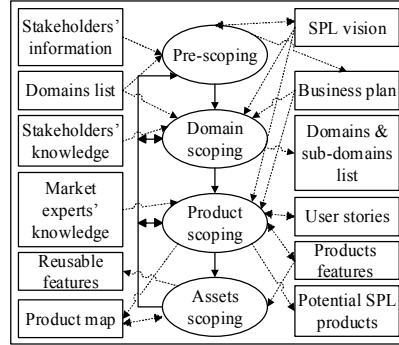 Stakeholders'
information
Domains list
Stakeholders'
knowledge
Market
experts'
knowledge
Reusable
features
Product map
Pre-scoping
Domain
scoping
Product
scoping
Assets
scoping
SPL vision
Business plan
Domains &
sub-domains
list
User stories
Products
features
Potential SPL
products